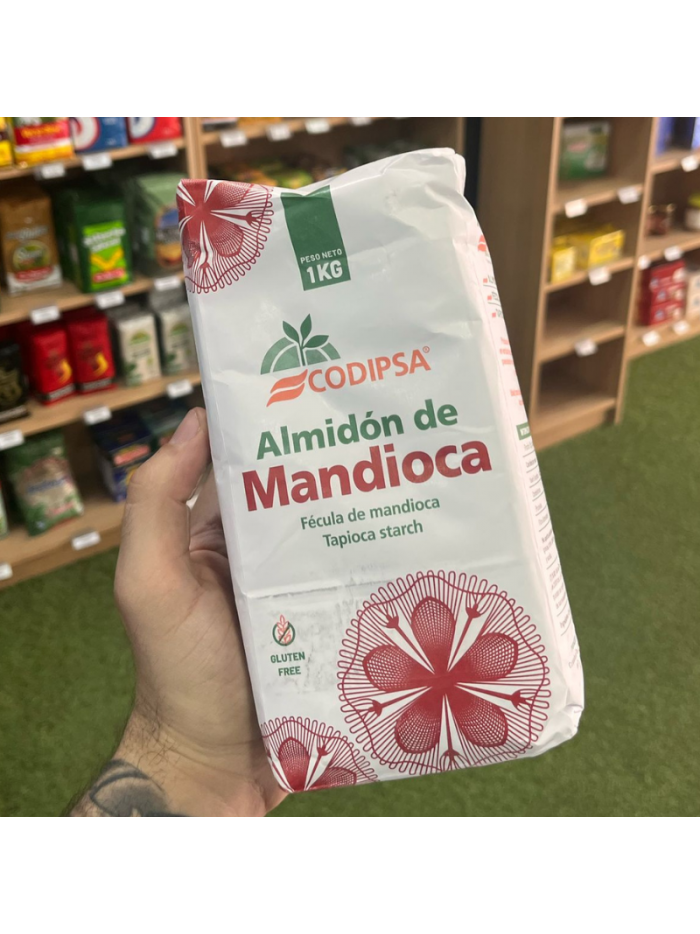 PESO NETO
1KG
CODIPSA®
Almidón de
Mandioca
Fécula de mandioca
Tapioca starch
GLUTEN
FREE